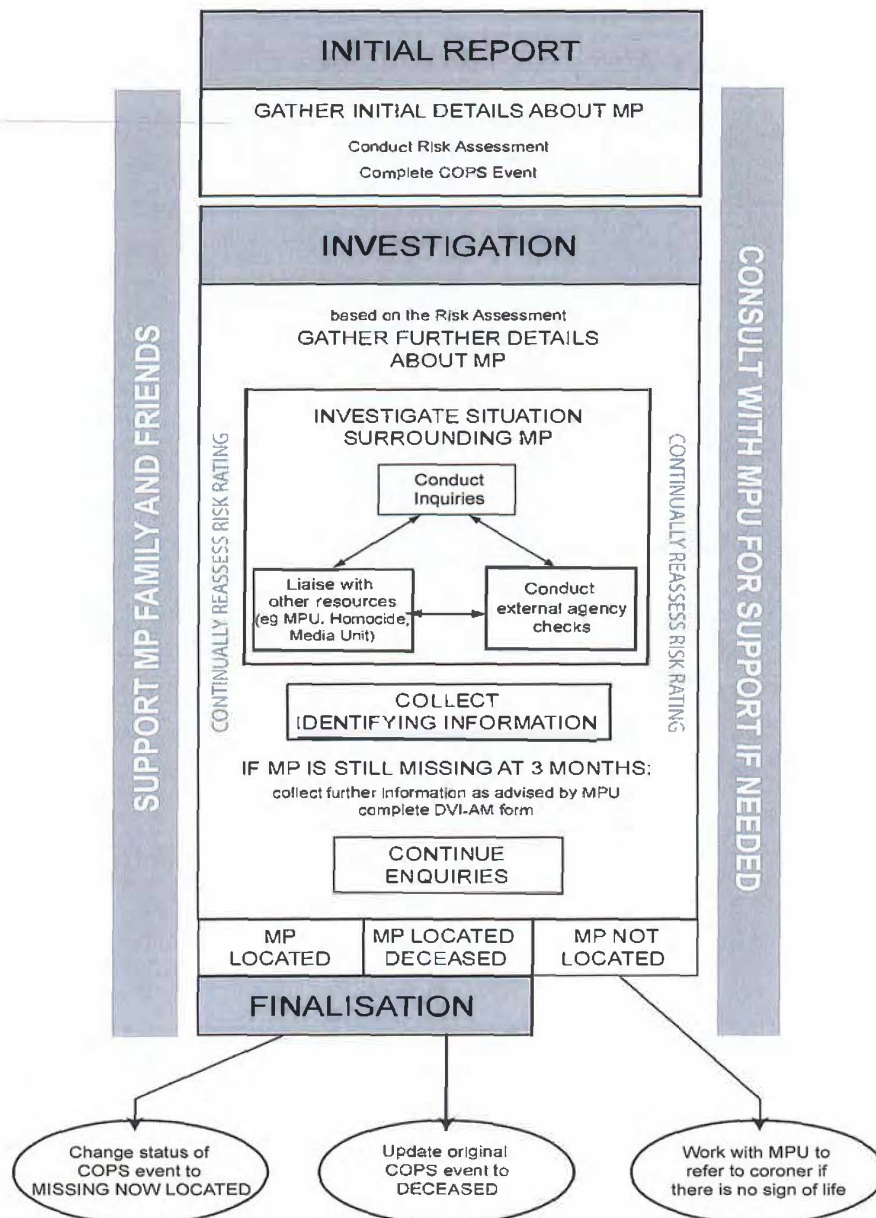 INITIAL REPORT
GATHER INITIAL DETAILS ABOUT MP
Conduct Risk Assessment
Complete COPS Event
SUPPORT MP FAMILY AND FRIENDS
CONSULT WITH MPU FOR SUPPORT IF NEEDED
INVESTIGATION
based on the Risk Assessment
GATHER FURTHER DETAILS
ABOUT MP
CONTINUALLY REASSESS RISK RATING
CONTINUALLY REASSESS RISK RATING
INVESTIGATE SITUATION
SURROUNDING MP
Conduct
Inquiries
Liaise with
other resources
(eg MPU, Homocide,
Media Unit)
Conduct
external agency
checks
COLLECT
IDENTIFYING INFORMATION
IF MP IS STILL MISSING AT 3 MONTHS:
collect further information as advised by MPU
complete DVI-AM form
CONTINUE
ENQUIRIES
MP
LOCATED
MP LOCATED
DECEASED
MP NOT
LOCATED
FINALISATION
Change status of
COPS event to
MISSING NOW LOCATED
Update original
COPS event to
DECEASED
Work with MPU to
refer to coroner if
there is no sign of life